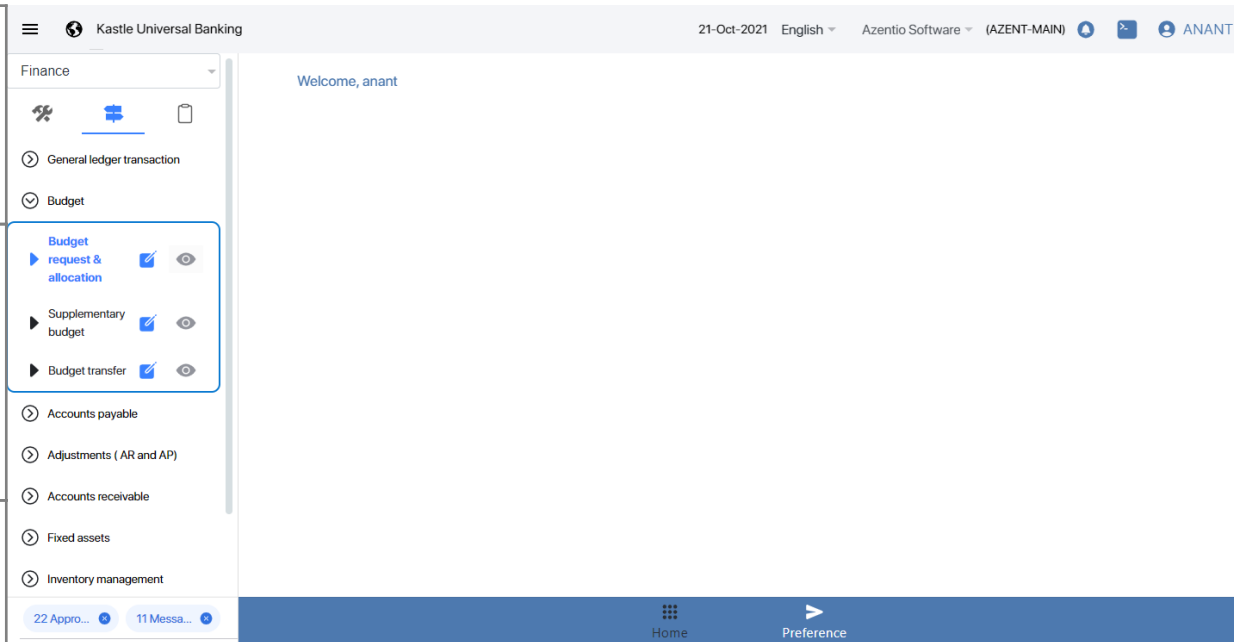 Kastle Universal Banking
21-Oct-2021 English Azentio Software (AZENT-MAIN) ANANT
Finance
Welcome, anant
General ledger transaction
Budget
Budget
request &
allocation
Supplementary
budget
Budget transfer
Accounts payable
Adjustments ( AR and AP)
Accounts receivable
Fixed assets
Inventory management
22 Appro... 11 Messa...
Home Preference